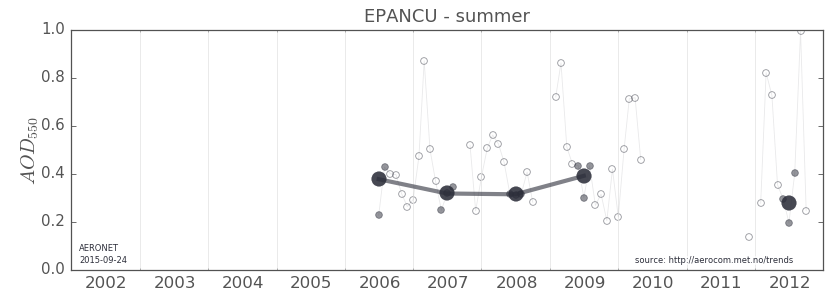 EPANCU - summer
1.0
0.8
0.6
0.4
0.2
0.0
AOD550
AERONET
2015-09-24
source: http://aerocom.met.no/trends
2002 2003 2004 2005 2006 2007 2008 2009 2010 2011 2012